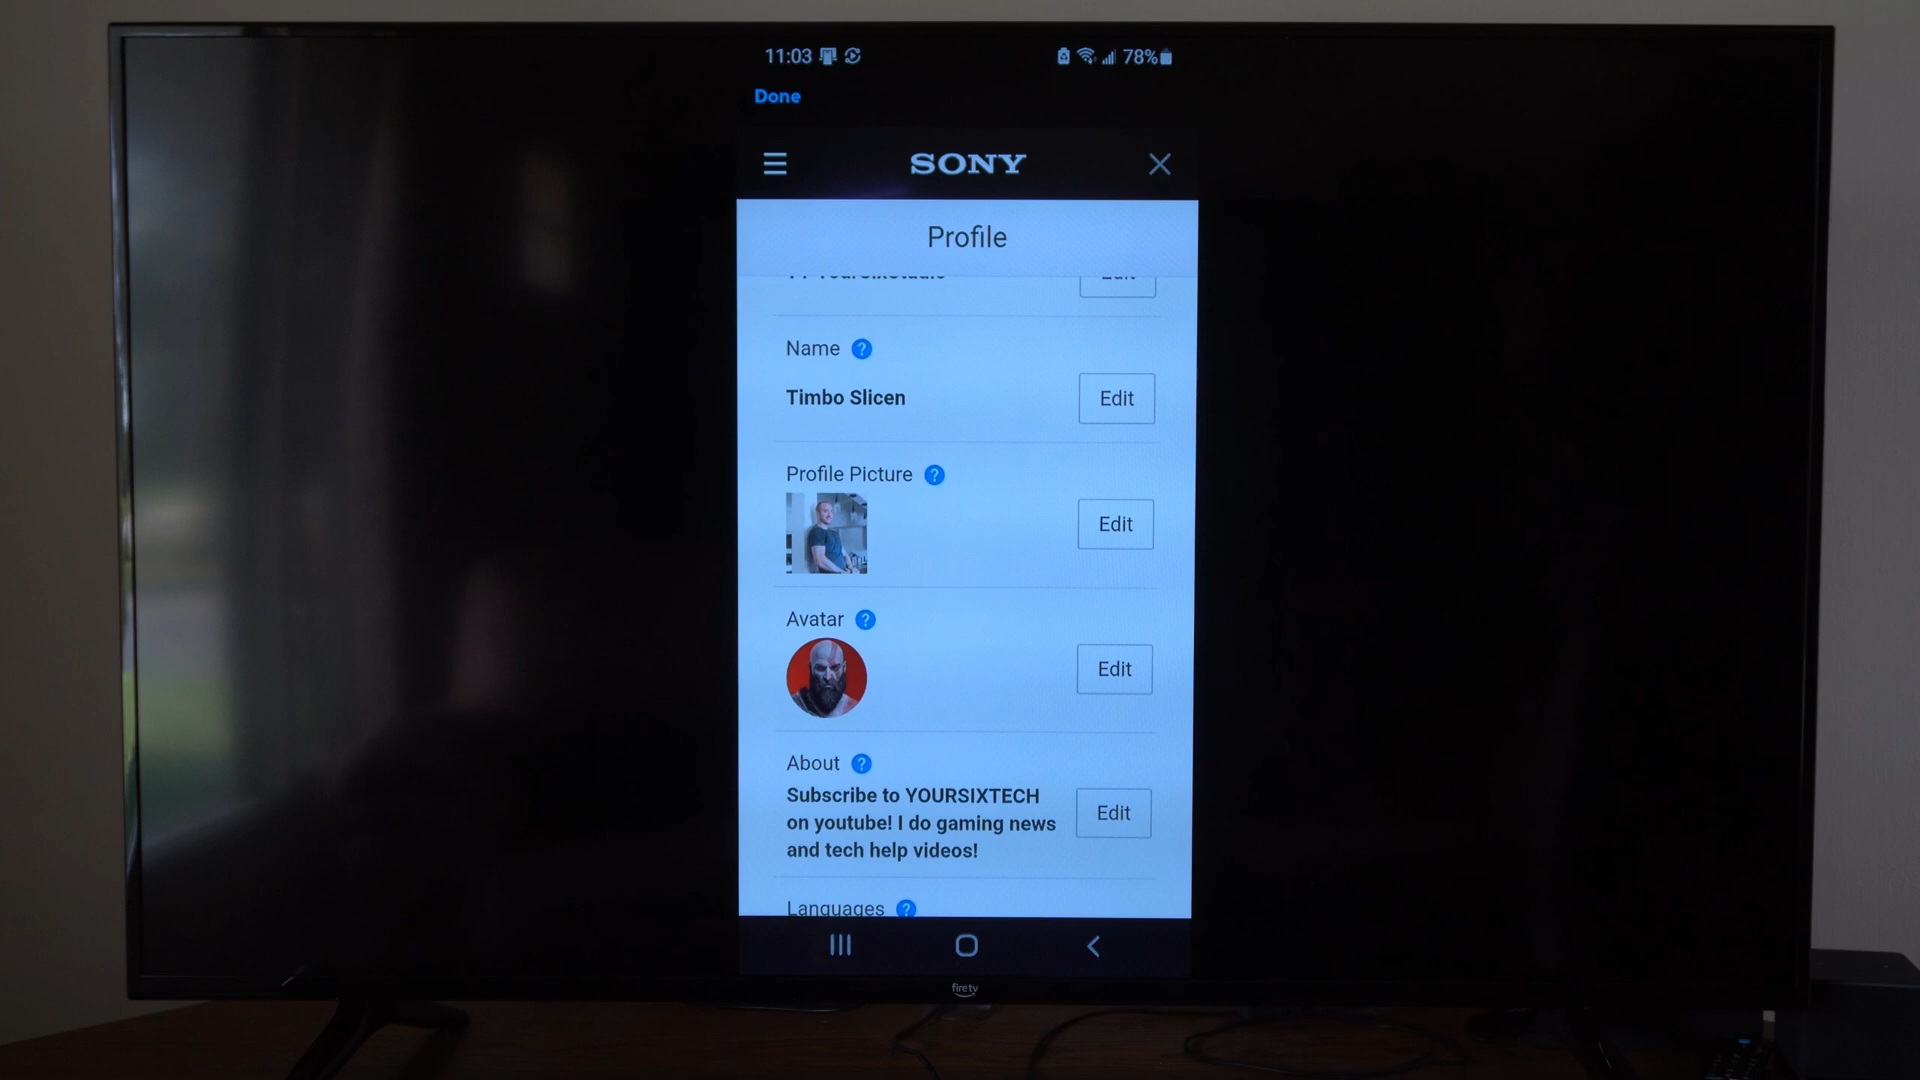 11:03
78%
Done
SONY
Profile
Edit
Name ?
Timbo Slicen
Edit
Profile Picture ?
Edit
Avatar ?
Edit
About ?
Subscribe to YOURSIXTECH
on youtube! I do gaming news
and tech help videos!
Edit
Languages ?
firetv